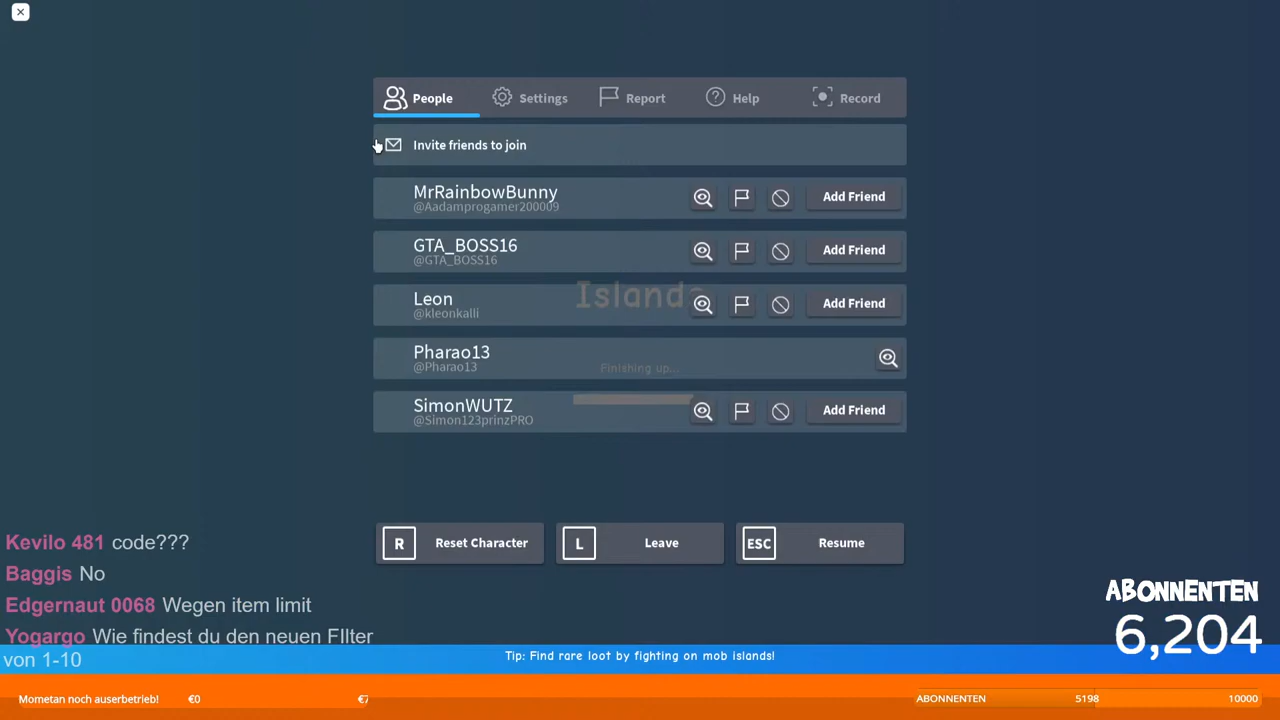 People
Settings
Report
Help
Record
Invite friends to join
MrRainbowBunny
@Aadamprogamer200009
Add Friend
GTA_BOSS16
@GTA_BOSS16
Add Friend
Islands
Leon
@kleonkalli
Add Friend
Pharao13
@Pharao13
Finishing up...
SimonWUTZ
@Simon123prinzPRO
Add Friend
R Reset Character
L Leave
ESC Resume
Kevilo 481 code???
Baggis No
Edgernaut 0068 Wegen item limit
Yogargo Wie findest du den neuen FIlter
von 1-10
ABONNENTEN
6,204
Tip: Find rare loot by fighting on mob islands!
Mometan noch auserbetrieb! €0 €7
ABONNENTEN 5198 10000